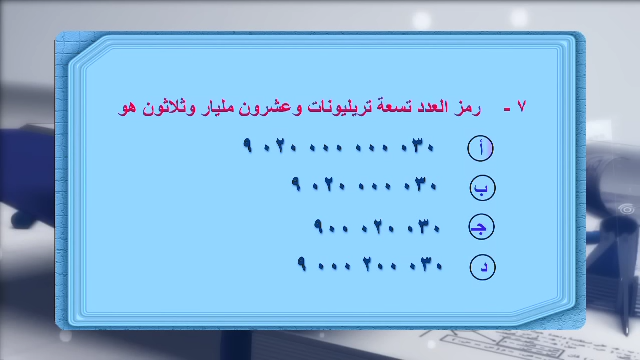 ٧ - رمز العدد تسعة تريليونات وعشرون مليار وثلاثون هو
أ ٩ ٠٢٠ ٠٠٠ ٠٠٠ ٠٣٠
ب ٩ ٠٢٠ ٠٠٠ ٠٣٠
جـ ٩٠٠ ٠٢٠ ٠٣٠
د ٩ ٠٠٠ ٢٠٠ ٠٣٠